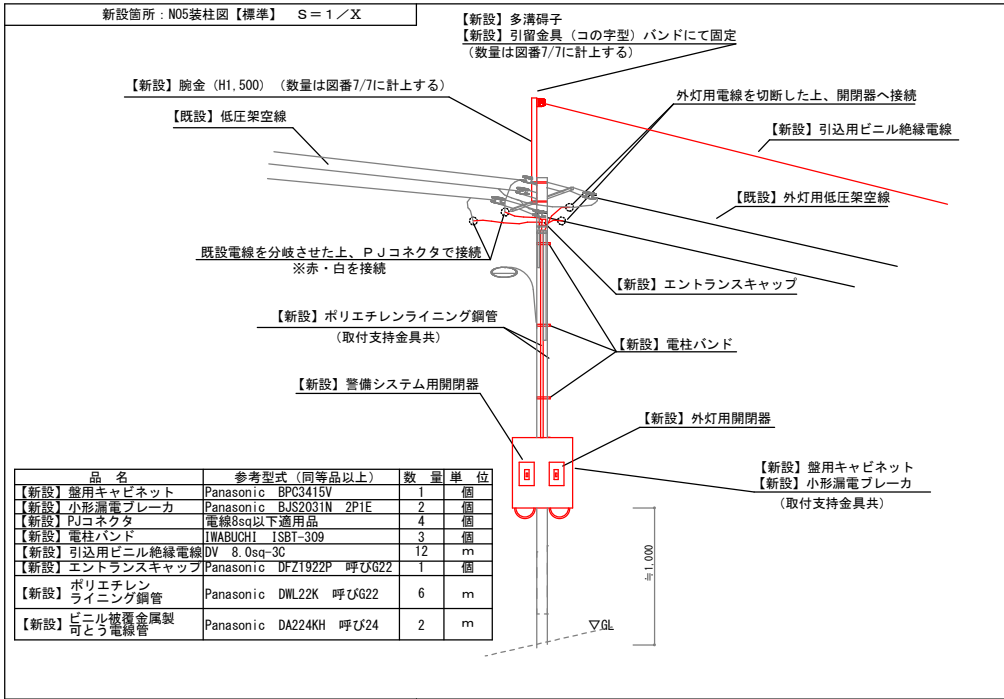 新設箇所：NO5装柱図【標準】　Ｓ＝１／Ｘ
【新設】多溝碍子
【新設】引留金具（コの字型）バンドにて固定
（数量は図番7/7に計上する）
【新設】腕金（H1,500）（数量は図番7/7に計上する）
外灯用電線を切断した上、開閉器へ接続
【既設】低圧架空線
【新設】引込用ビニル絶縁電線
【既設】外灯用低圧架空線
既設電線を分岐させた上、ＰＪコネクタで接続
※赤・白を接続
【新設】エントランスキャップ
【新設】ポリエチレンライニング鋼管
（取付支持金具共）
【新設】電柱バンド
【新設】警備システム用開閉器
【新設】外灯用開閉器
【新設】盤用キャビネット
【新設】小形漏電ブレーカ
（取付支持金具共）
品　名　参考型式（同等品以上）　数　量　単　位
【新設】盤用キャビネット　Panasonic　BPC3415V　1　個
【新設】小形漏電ブレーカ　Panasonic　BJS2031N　2P1E　2　個
【新設】PJコネクタ　電線8sq以下適用品　4　個
【新設】電柱バンド　IWABUCHI　ISBT-309　3　個
【新設】引込用ビニル絶縁電線　DV　8.0sq-3C　12　ｍ
【新設】エントランスキャップ　Panasonic　DFZ1922P　呼びG22　1　個
【新設】ポリエチレン
ライニング鋼管　Panasonic　DWL22K　呼びG22　6　ｍ
【新設】ビニル被覆金属製
可とう電線管　Panasonic　DA224KH　呼び24　2　ｍ
≒1,000
▽GL